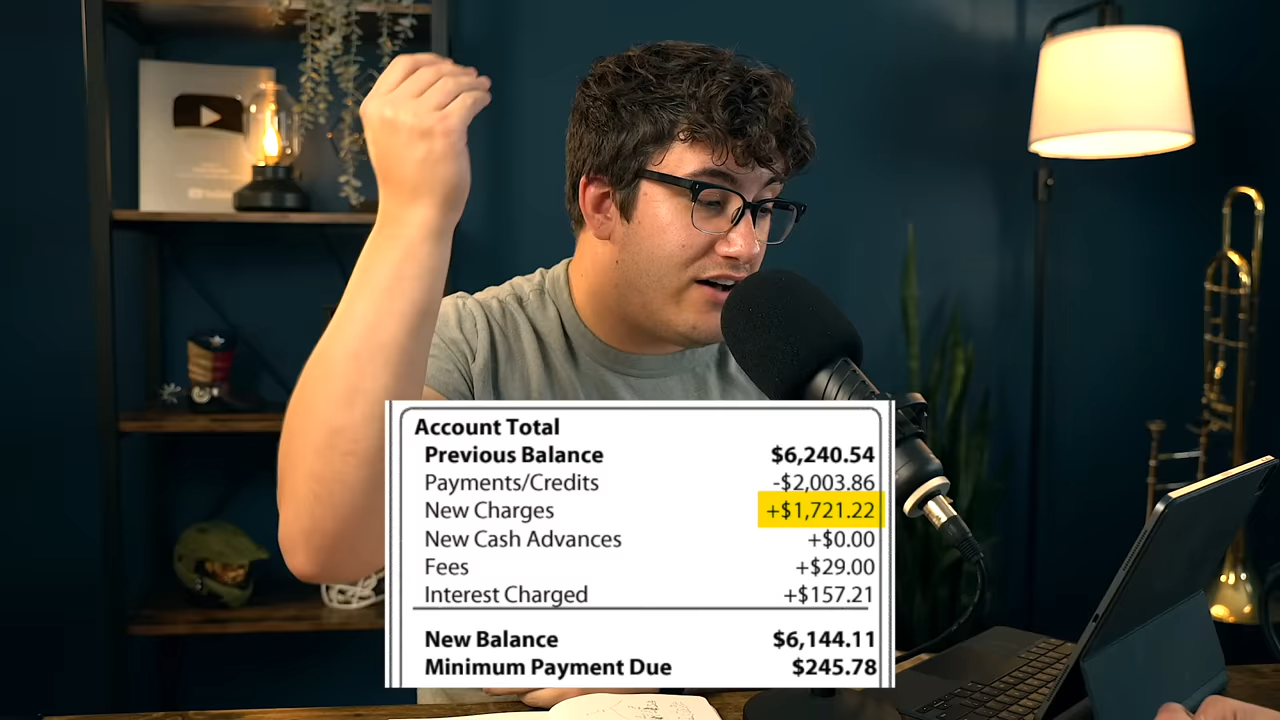 Account Total
Previous Balance $6,240.54
Payments/Credits -$2,003.86
New Charges +$1,721.22
New Cash Advances +$0.00
Fees +$29.00
Interest Charged +$157.21
New Balance $6,144.11
Minimum Payment Due $245.78